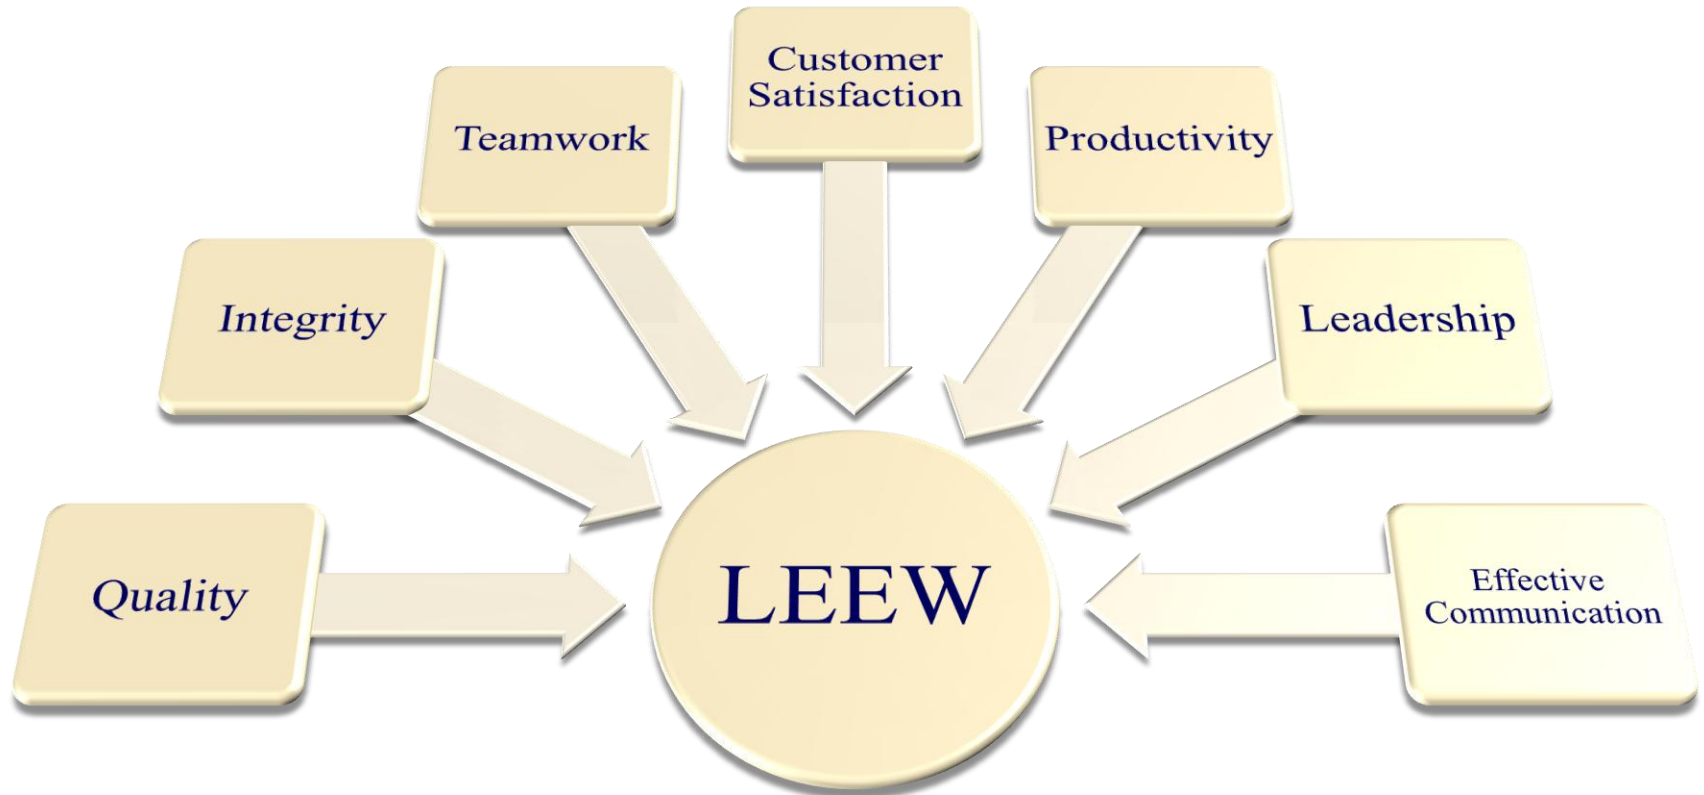 Customer
Satisfaction
Teamwork
Productivity
Integrity
Leadership
Quality
LEEW
Effective
Communication